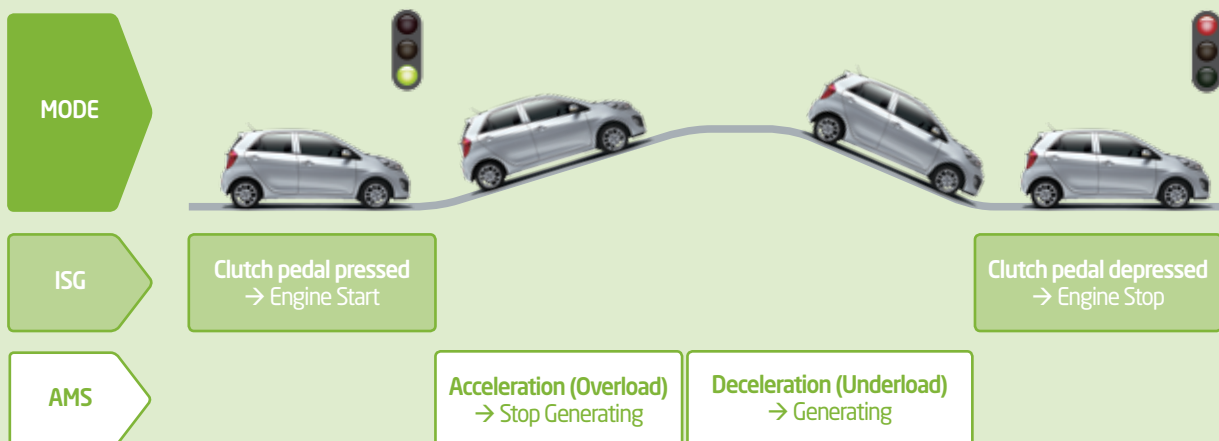 MODE
ISG
Clutch pedal pressed
→ Engine Start
Clutch pedal depressed
→ Engine Stop
AMS
Acceleration (Overload)
→ Stop Generating
Deceleration (Underload)
→ Generating